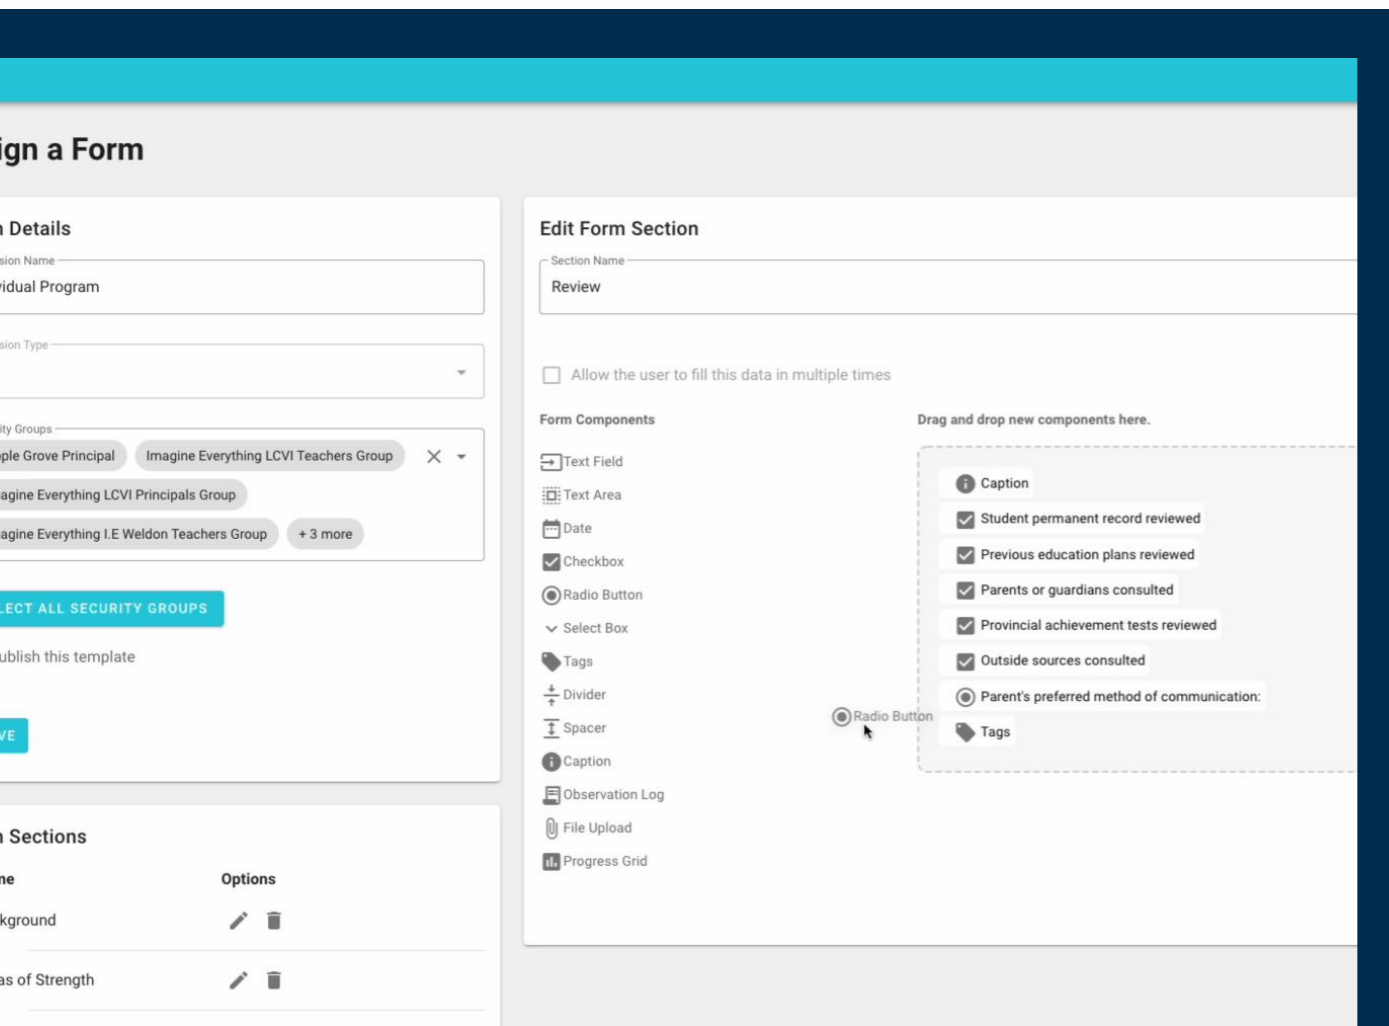 ign a Form
Details
sion Name
vidual Program
sion Type
ity Groups
ple Grove Principal
Imagine Everything LCVI Teachers Group
agine Everything LCVI Principals Group
agine Everything I.E Weldon Teachers Group
+ 3 more
LECT ALL SECURITY GROUPS
ublish this template
VE
Sections
me
Options
kground
as of Strength
Edit Form Section
Section Name
Review
Allow the user to fill this data in multiple times
Form Components
Text Field
Text Area
Date
Checkbox
Radio Button
Select Box
Tags
Divider
Spacer
Caption
Observation Log
File Upload
Progress Grid
Radio Button
Drag and drop new components here.
Caption
Student permanent record reviewed
Previous education plans reviewed
Parents or guardians consulted
Provincial achievement tests reviewed
Outside sources consulted
Parent's preferred method of communication:
Tags